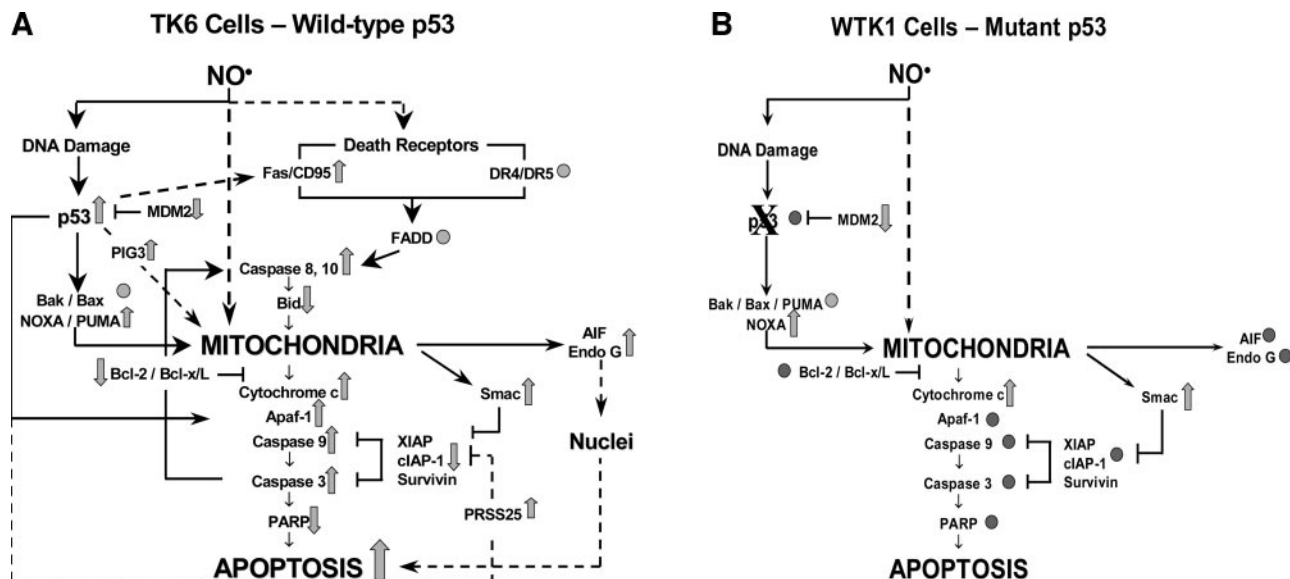 A
TK6 Cells – Wild-type p53
NO•
DNA Damage
Death Receptors
Fas/CD95
DR4/DR5
p53
MDM2
FADD
PIG3
Caspase 8, 10
Bak / Bax
NOXA / PUMA
Bid
MITOCHONDRIA
AIF
Endo G
Bcl-2 / Bcl-x/L
Cytochrome c
Smac
Apaf-1
Caspase 9
XIAP
cIAP-1
Survivin
Nuclei
Caspase 3
PRSS25
PARP
APOPTOSIS
B
WTK1 Cells – Mutant p53
NO•
DNA Damage
p53
MDM2
Bak / Bax / PUMA
NOXA
MITOCHONDRIA
AIF
Endo G
Bcl-2 / Bcl-x/L
Cytochrome c
Smac
Apaf-1
Caspase 9
XIAP
cIAP-1
Survivin
Caspase 3
PARP
APOPTOSIS